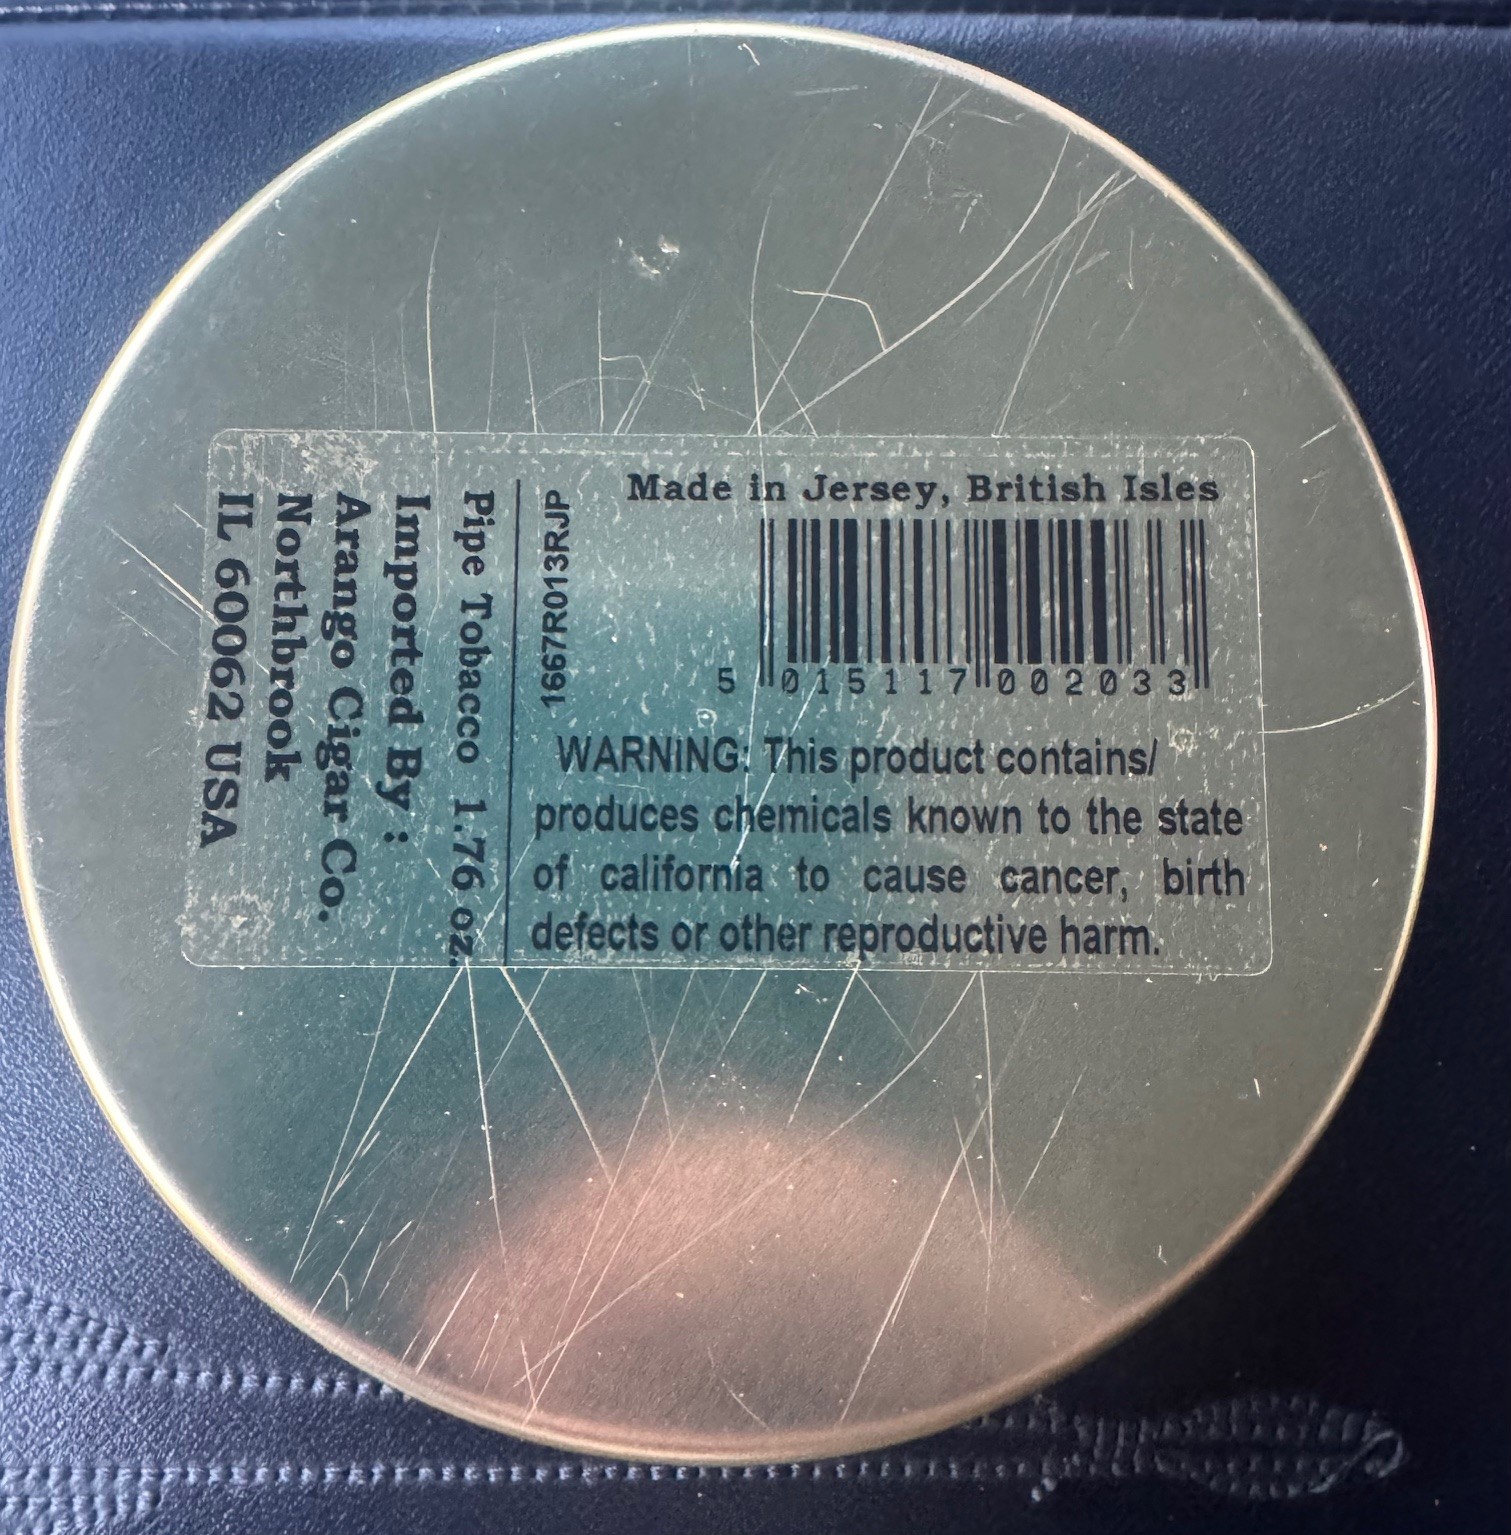 Made in Jersey, British Isles
5 015117 002033
WARNING: This product contains/
produces chemicals known to the state
of california to cause cancer, birth
defects or other reproductive harm.
1667R013RJP
Pipe Tobacco 1.76 oz.
Imported By :
Arango Cigar Co.
Northbrook
IL 60062 USA